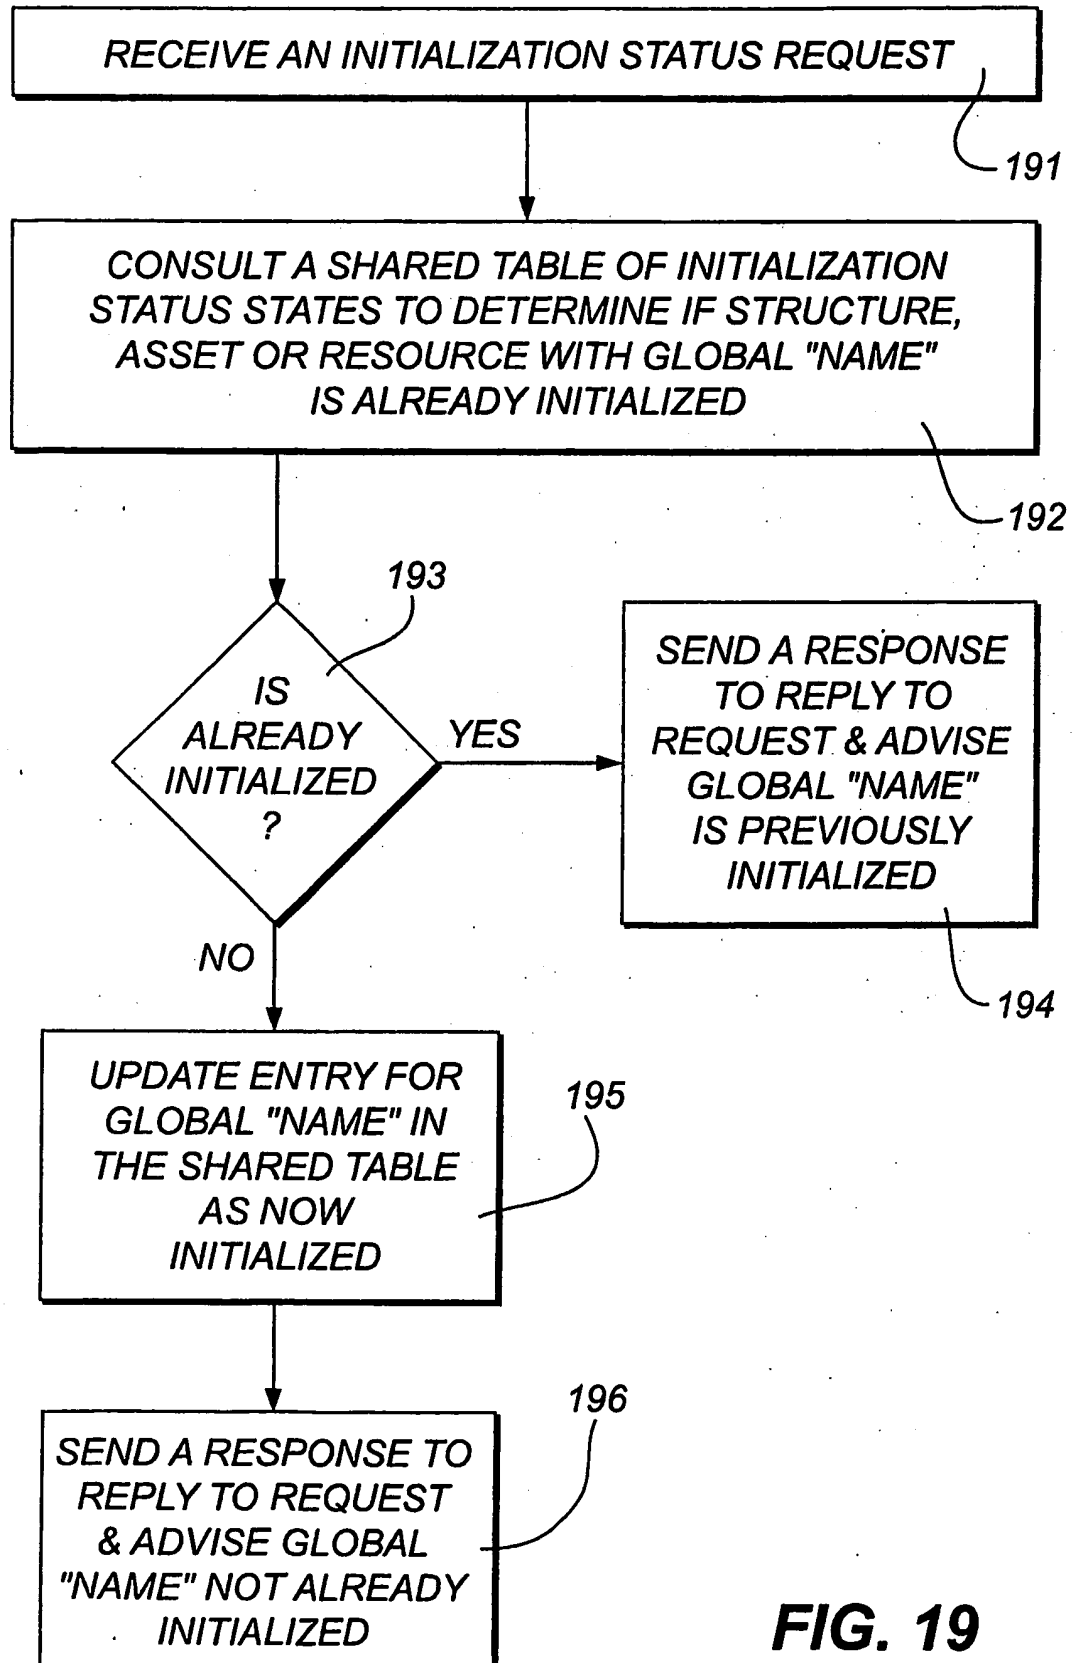 RECEIVE AN INITIALIZATION STATUS REQUEST
191
CONSULT A SHARED TABLE OF INITIALIZATION
STATUS STATES TO DETERMINE IF STRUCTURE,
ASSET OR RESOURCE WITH GLOBAL "NAME"
IS ALREADY INITIALIZED
192
193
IS
ALREADY
INITIALIZED
?
YES
SEND A RESPONSE
TO REPLY TO
REQUEST & ADVISE
GLOBAL "NAME"
IS PREVIOUSLY
INITIALIZED
194
NO
UPDATE ENTRY FOR
GLOBAL "NAME" IN
THE SHARED TABLE
AS NOW
INITIALIZED
195
196
SEND A RESPONSE TO
REPLY TO REQUEST
& ADVISE GLOBAL
"NAME" NOT ALREADY
INITIALIZED
FIG. 19